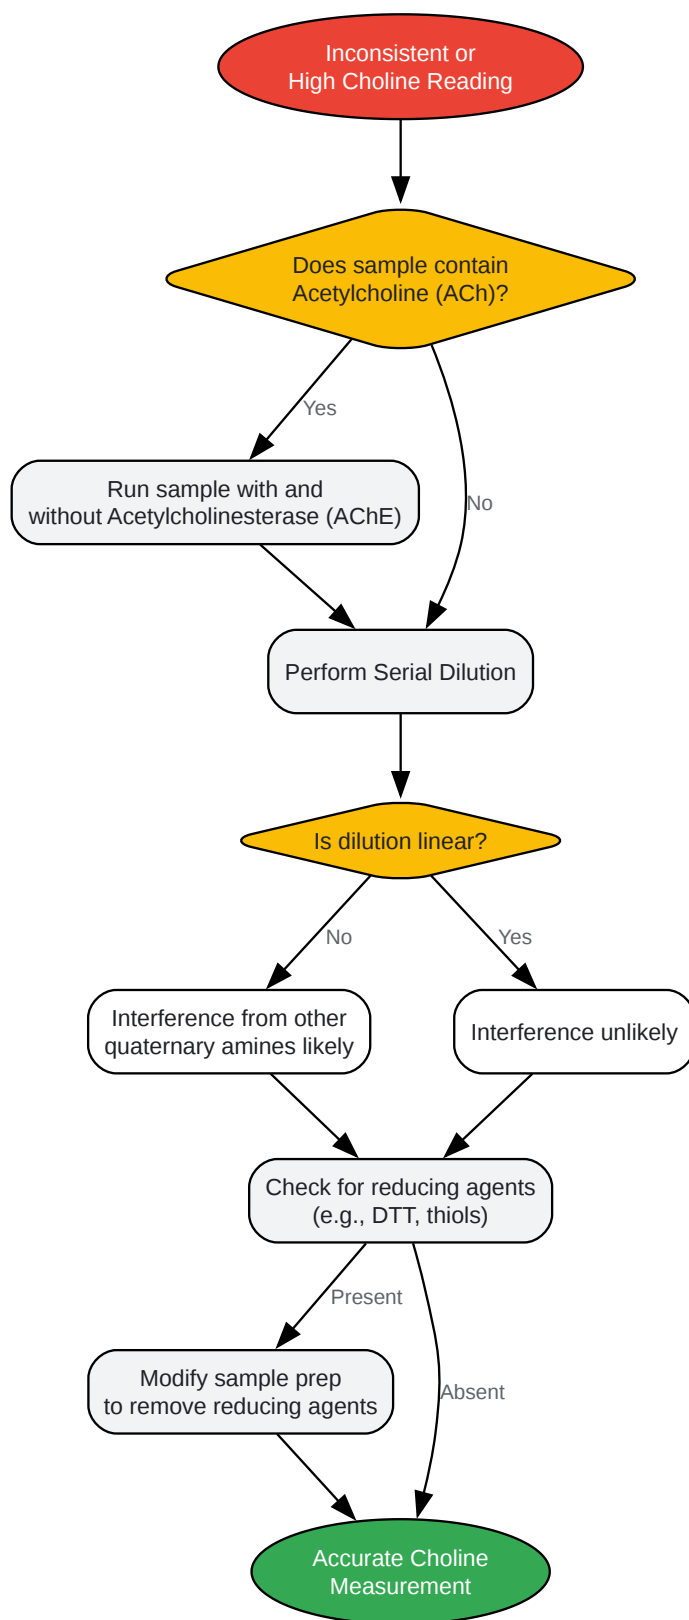 Inconsistent or
High Choline Reading
Does sample contain
Acetylcholine (ACh)?
Yes
Run sample with and
without Acetylcholinesterase (AChE)
No
Perform Serial Dilution
Is dilution linear?
No
Yes
Interference from other
quaternary amines likely
Interference unlikely
Check for reducing agents
(e.g., DTT, thiols)
Present
Modify sample prep
to remove reducing agents
Absent
Accurate Choline
Measurement